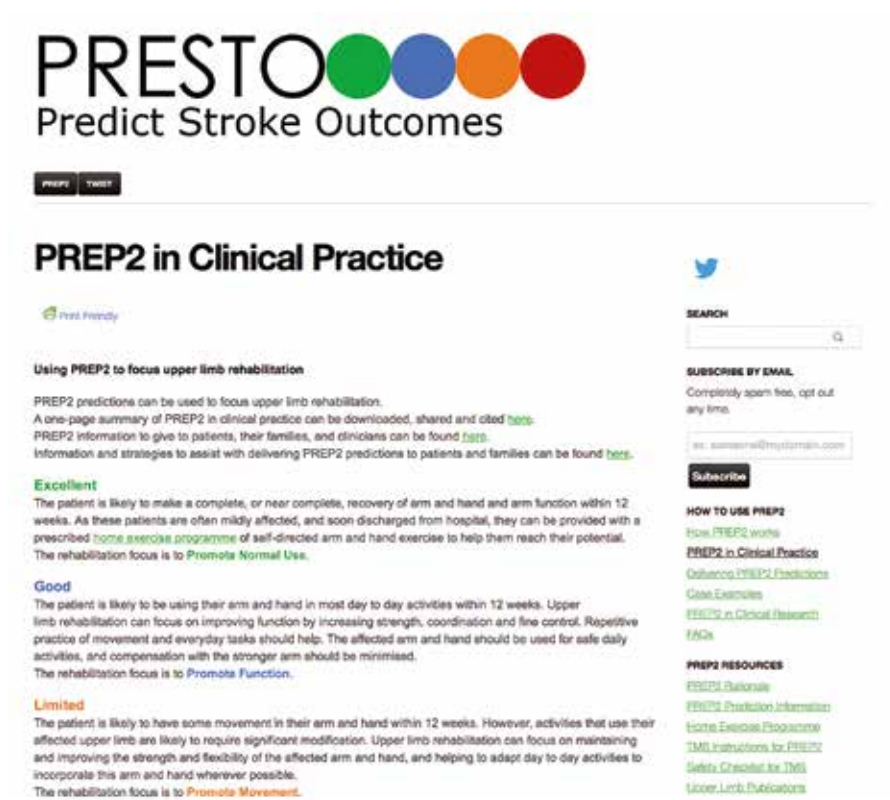 PRESTO
Predict Stroke Outcomes
PREP2 TWIST
PREP2 in Clinical Practice
Print Friendly
Using PREP2 to focus upper limb rehabilitation
PREP2 predictions can be used to focus upper limb rehabilitation.
A one-page summary of PREP2 in clinical practice can be downloaded, shared and cited here.
PREP2 information to give to patients, their families, and clinicians can be found here.
Information and strategies to assist with delivering PREP2 predictions to patients and families can be found here.
Excellent
The patient is likely to make a complete, or near complete, recovery of arm and hand and arm function within 12
weeks. As these patients are often mildly affected, and soon discharged from hospital, they can be provided with a
prescribed home exercise programme of self-directed arm and hand exercise to help them reach their potential.
The rehabilitation focus is to Promote Normal Use.
Good
The patient is likely to be using their arm and hand in most day to day activities within 12 weeks. Upper
limb rehabilitation can focus on improving function by increasing strength, coordination and fine control. Repetitive
practice of movement and everyday tasks should help. The affected arm and hand should be used for safe daily
activities, and compensation with the stronger arm should be minimised.
The rehabilitation focus is to Promote Function.
Limited
The patient is likely to have some movement in their arm and hand within 12 weeks. However, activities that use their
affected upper limb are likely to require significant modification. Upper limb rehabilitation can focus on maintaining
and improving the strength and flexibility of the affected arm and hand, and helping to adapt day to day activities to
incorporate this arm and hand wherever possible.
The rehabilitation focus is to Promote Movement.
SEARCH
SUBSCRIBE BY EMAIL
Completely spam free, opt out
any time.
ex: someone@mydomain.com
Subscribe
HOW TO USE PREP2
How PREP2 works
PREP2 in Clinical Practice
Delivering PREP2 Predictions
Case Examples
PREP2 in Clinical Research
FAQs
PREP2 RESOURCES
PREP2 Rationale
PREP2 Prediction Information
Home Exercise Programme
TMS Instructions for PREP2
Safety Checklist for TMS
Upper Limb Publications